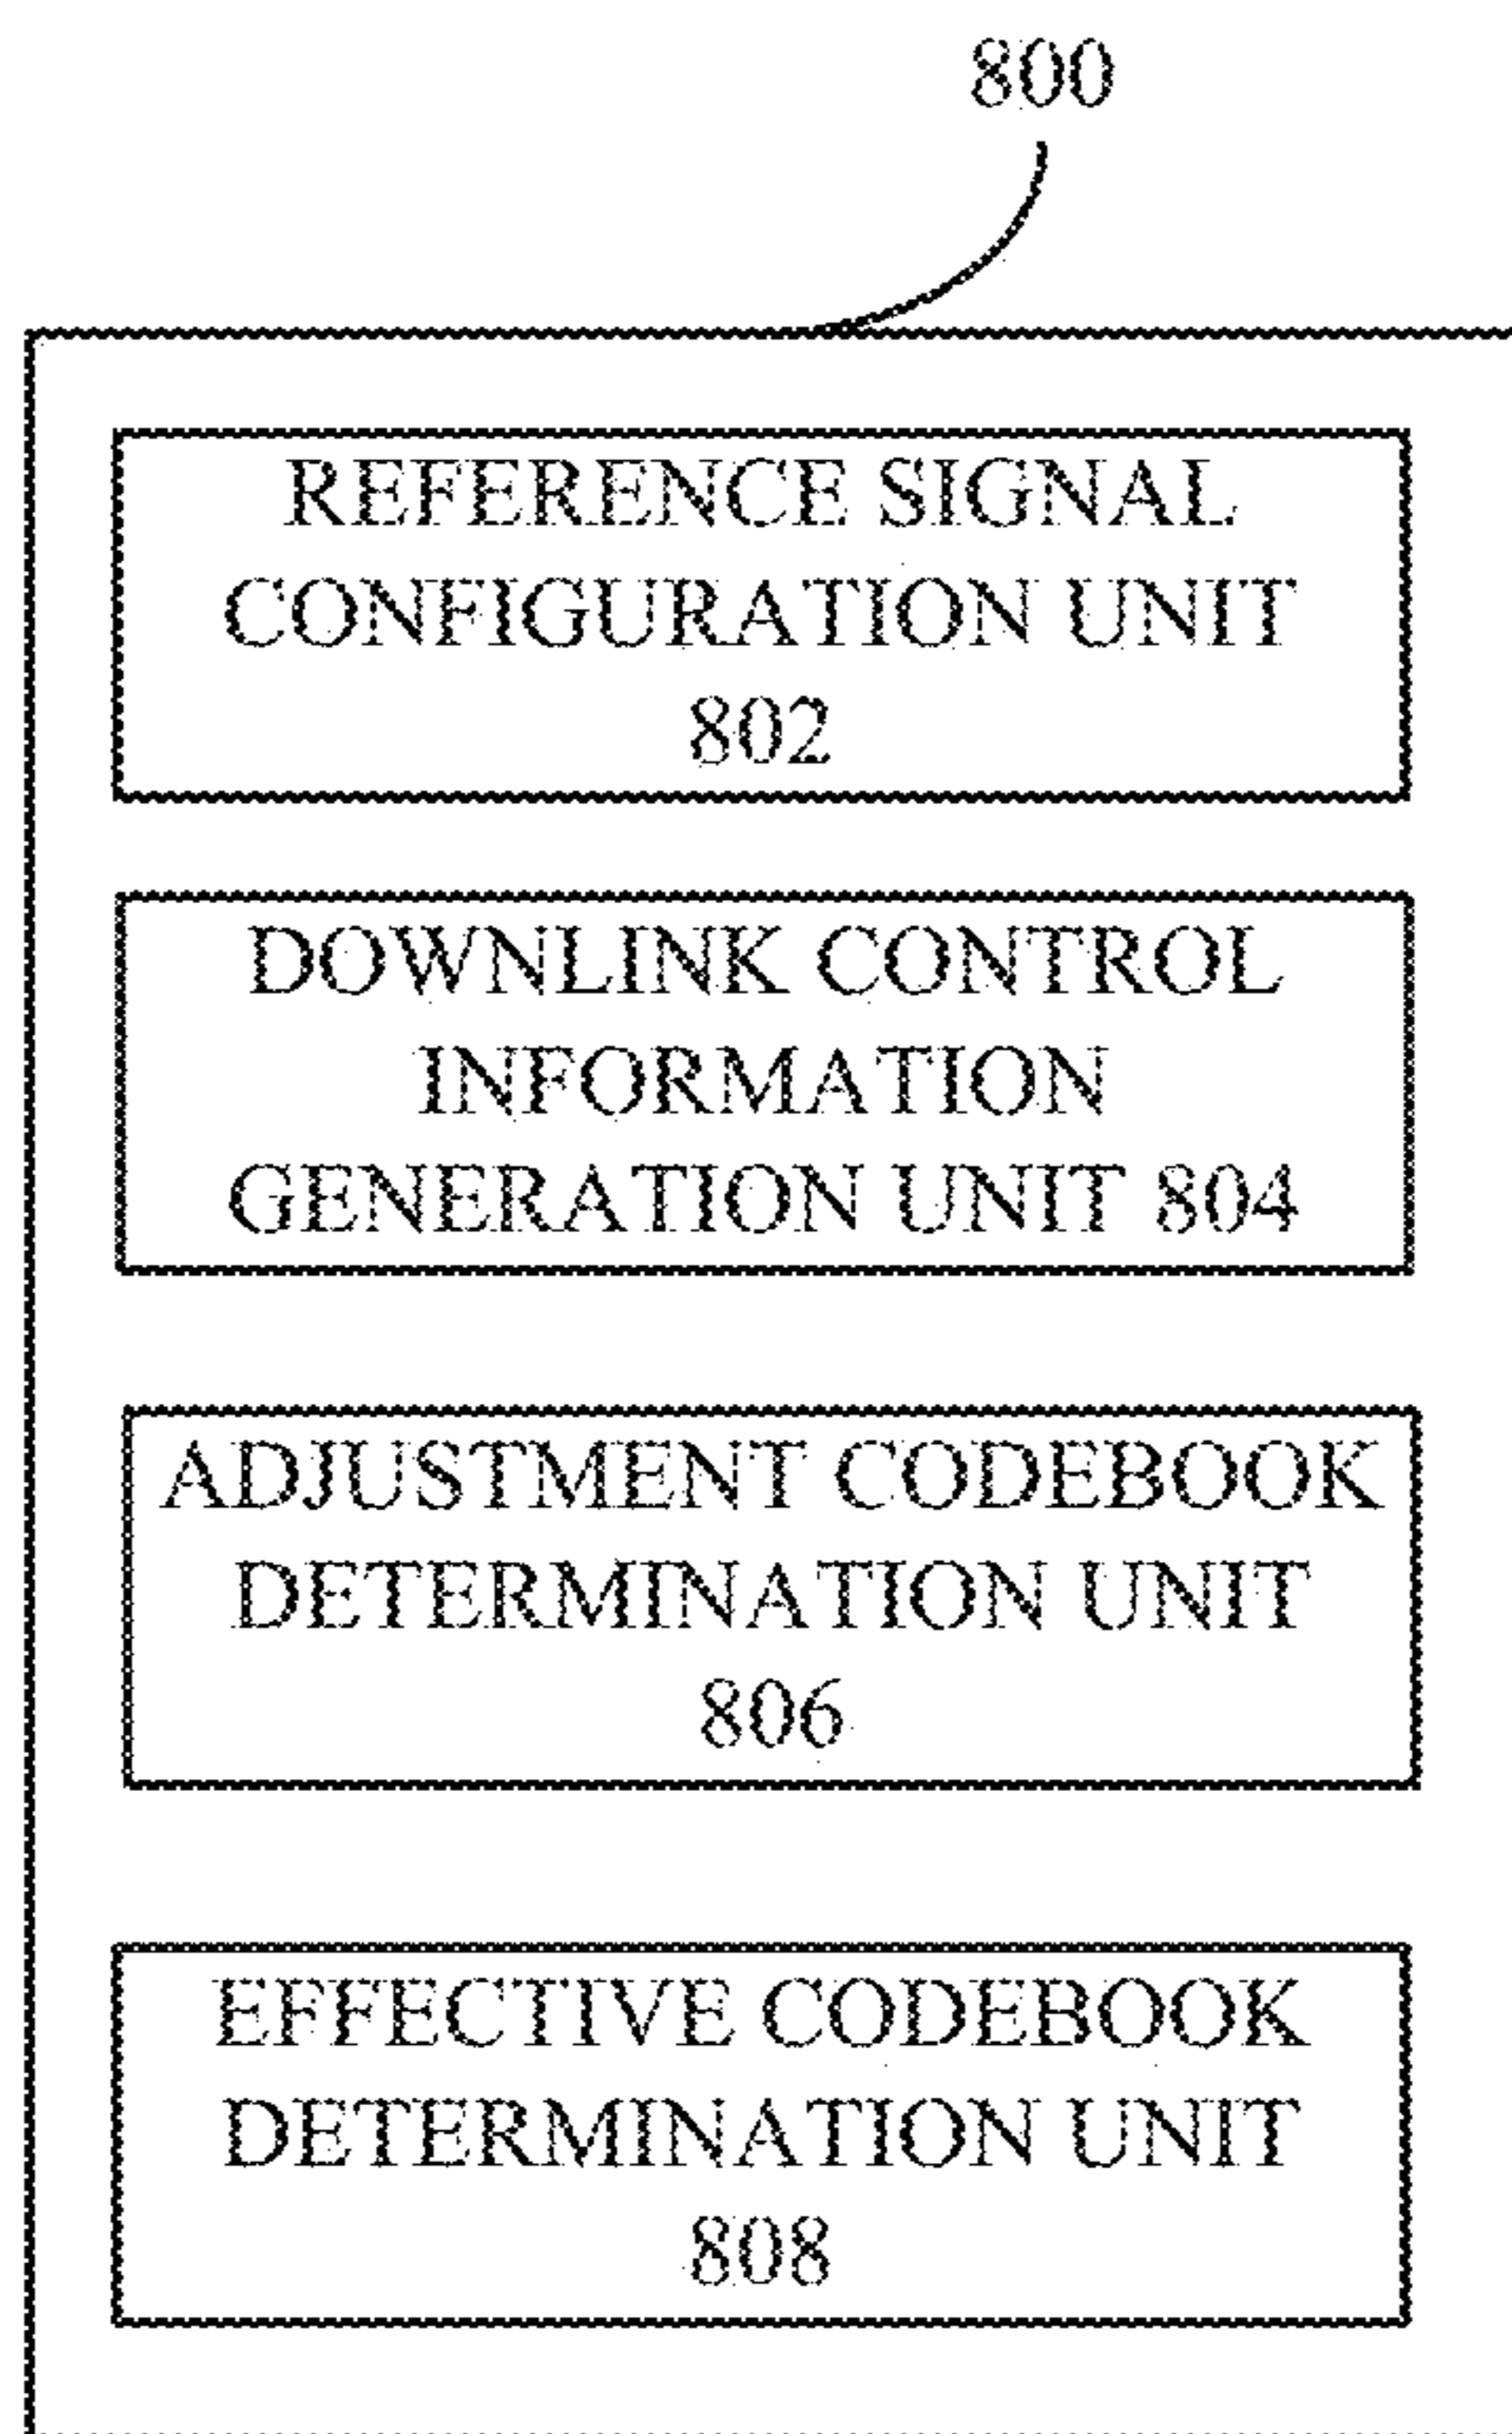 800
REFERENCE SIGNAL
CONFIGURATION UNIT
802
DOWNLINK CONTROL
INFORMATION
GENERATION UNIT 804
ADJUSTMENT CODEBOOK
DETERMINATION UNIT
806
EFFECTIVE CODEBOOK
DETERMINATION UNIT
808